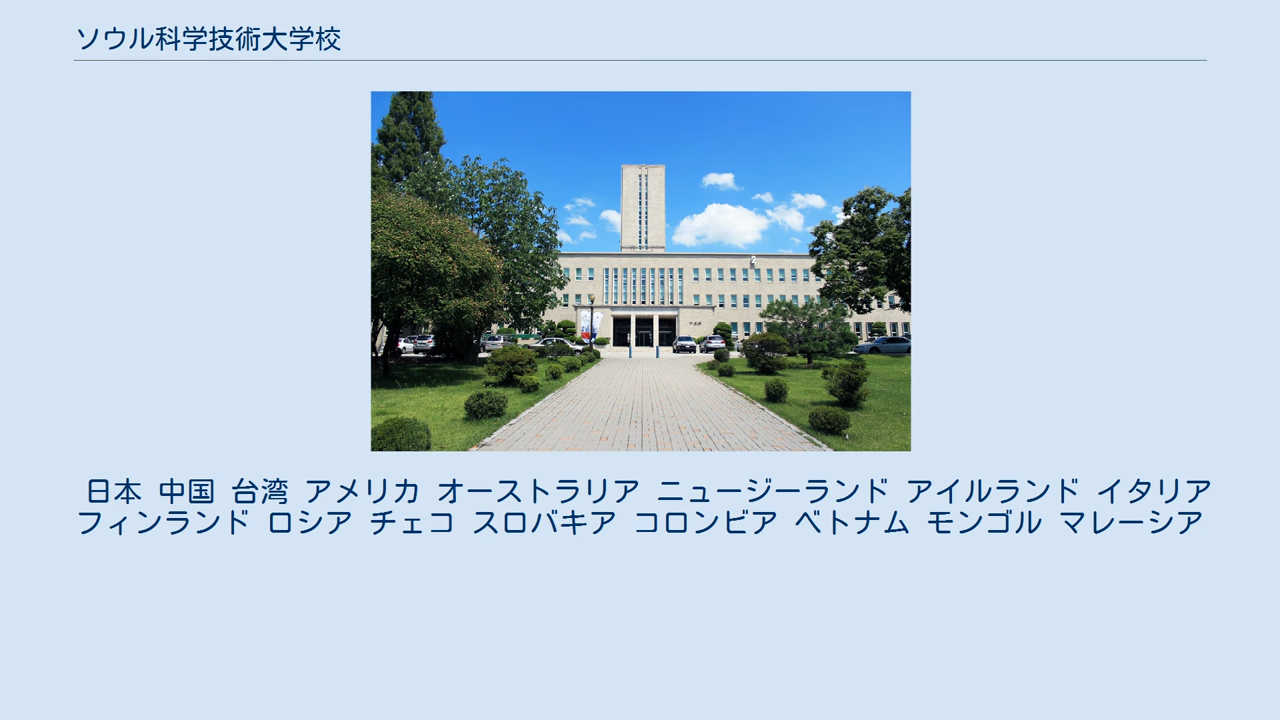 ソウル科学技術大学校
2
日本 中国 台湾 アメリカ オーストラリア ニュージーランド アイルランド イタリア
フィンランド ロシア チェコ スロバキア コロンビア ベトナム モンゴル マレーシア